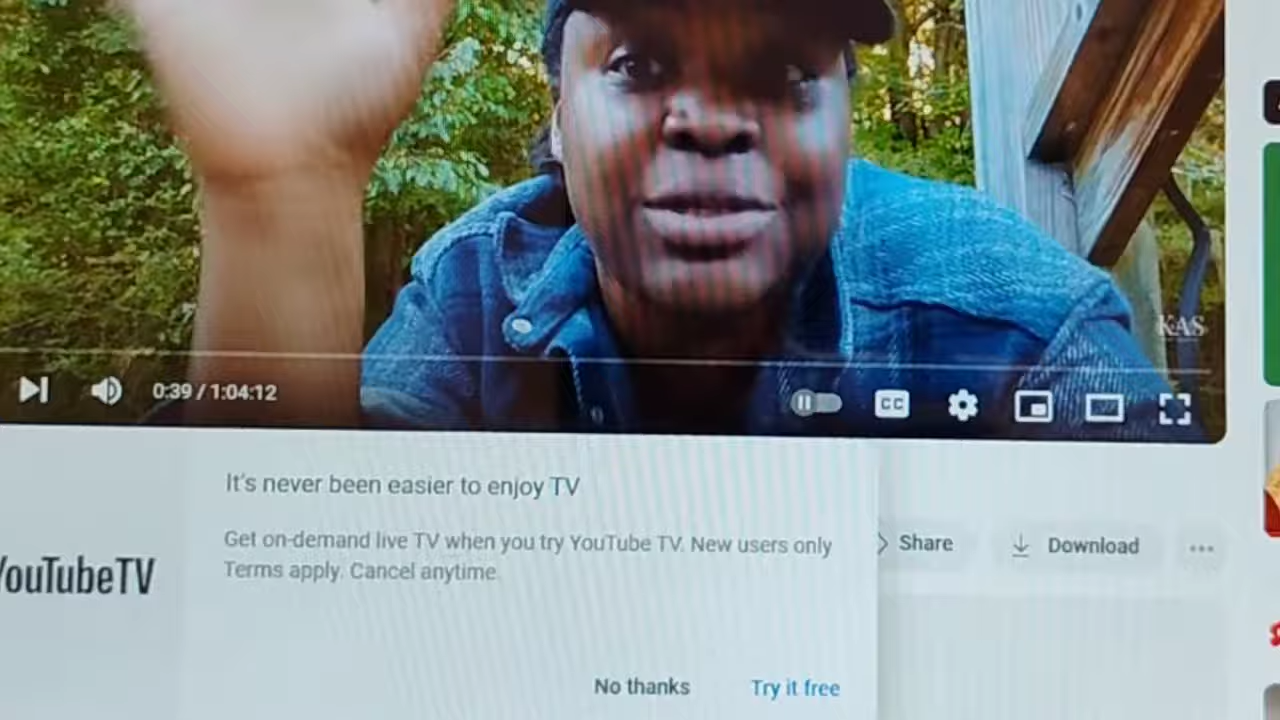 KAS
0:39 / 1:04:12
CC
It's never been easier to enjoy TV
Get on-demand live TV when you try YouTube TV. New users only
Terms apply. Cancel anytime.
YouTubeTV
Share
Download
No thanks
Try it free